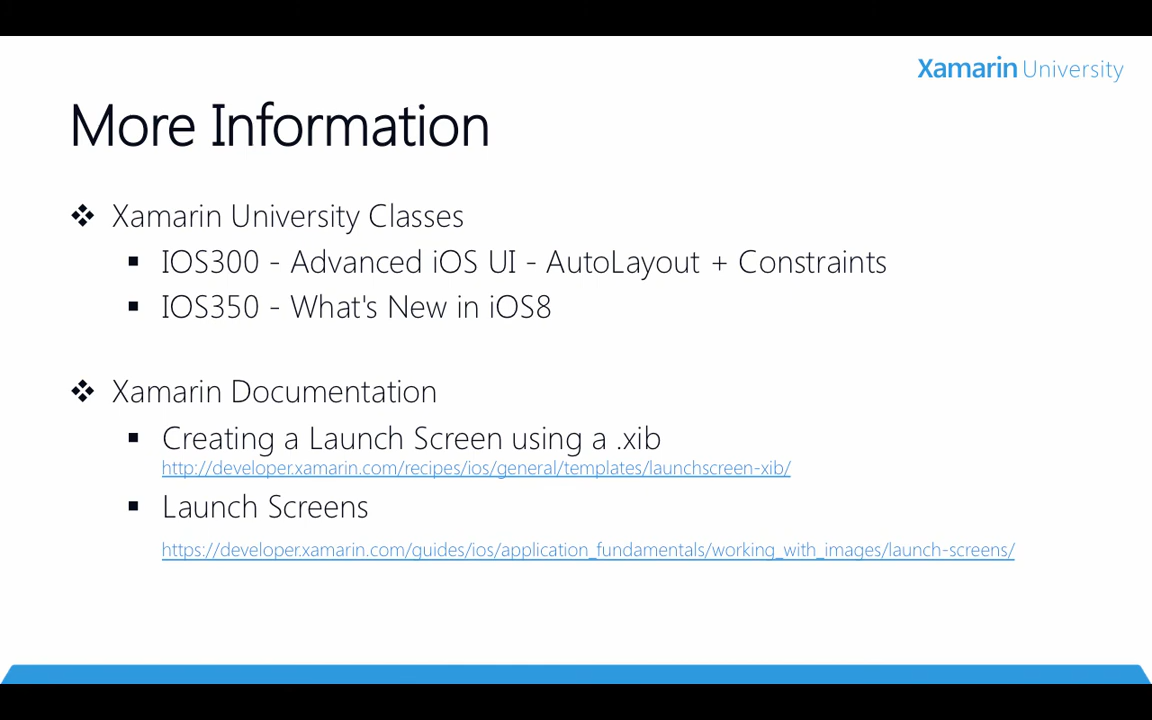 Xamarin University
More Information
❖ Xamarin University Classes
▪ IOS300 - Advanced iOS UI - AutoLayout + Constraints
▪ IOS350 - What's New in iOS8
❖ Xamarin Documentation
▪ Creating a Launch Screen using a .xib
http://developer.xamarin.com/recipes/ios/general/templates/launchscreen-xib/
▪ Launch Screens
https://developer.xamarin.com/guides/ios/application_fundamentals/working_with_images/launch-screens/